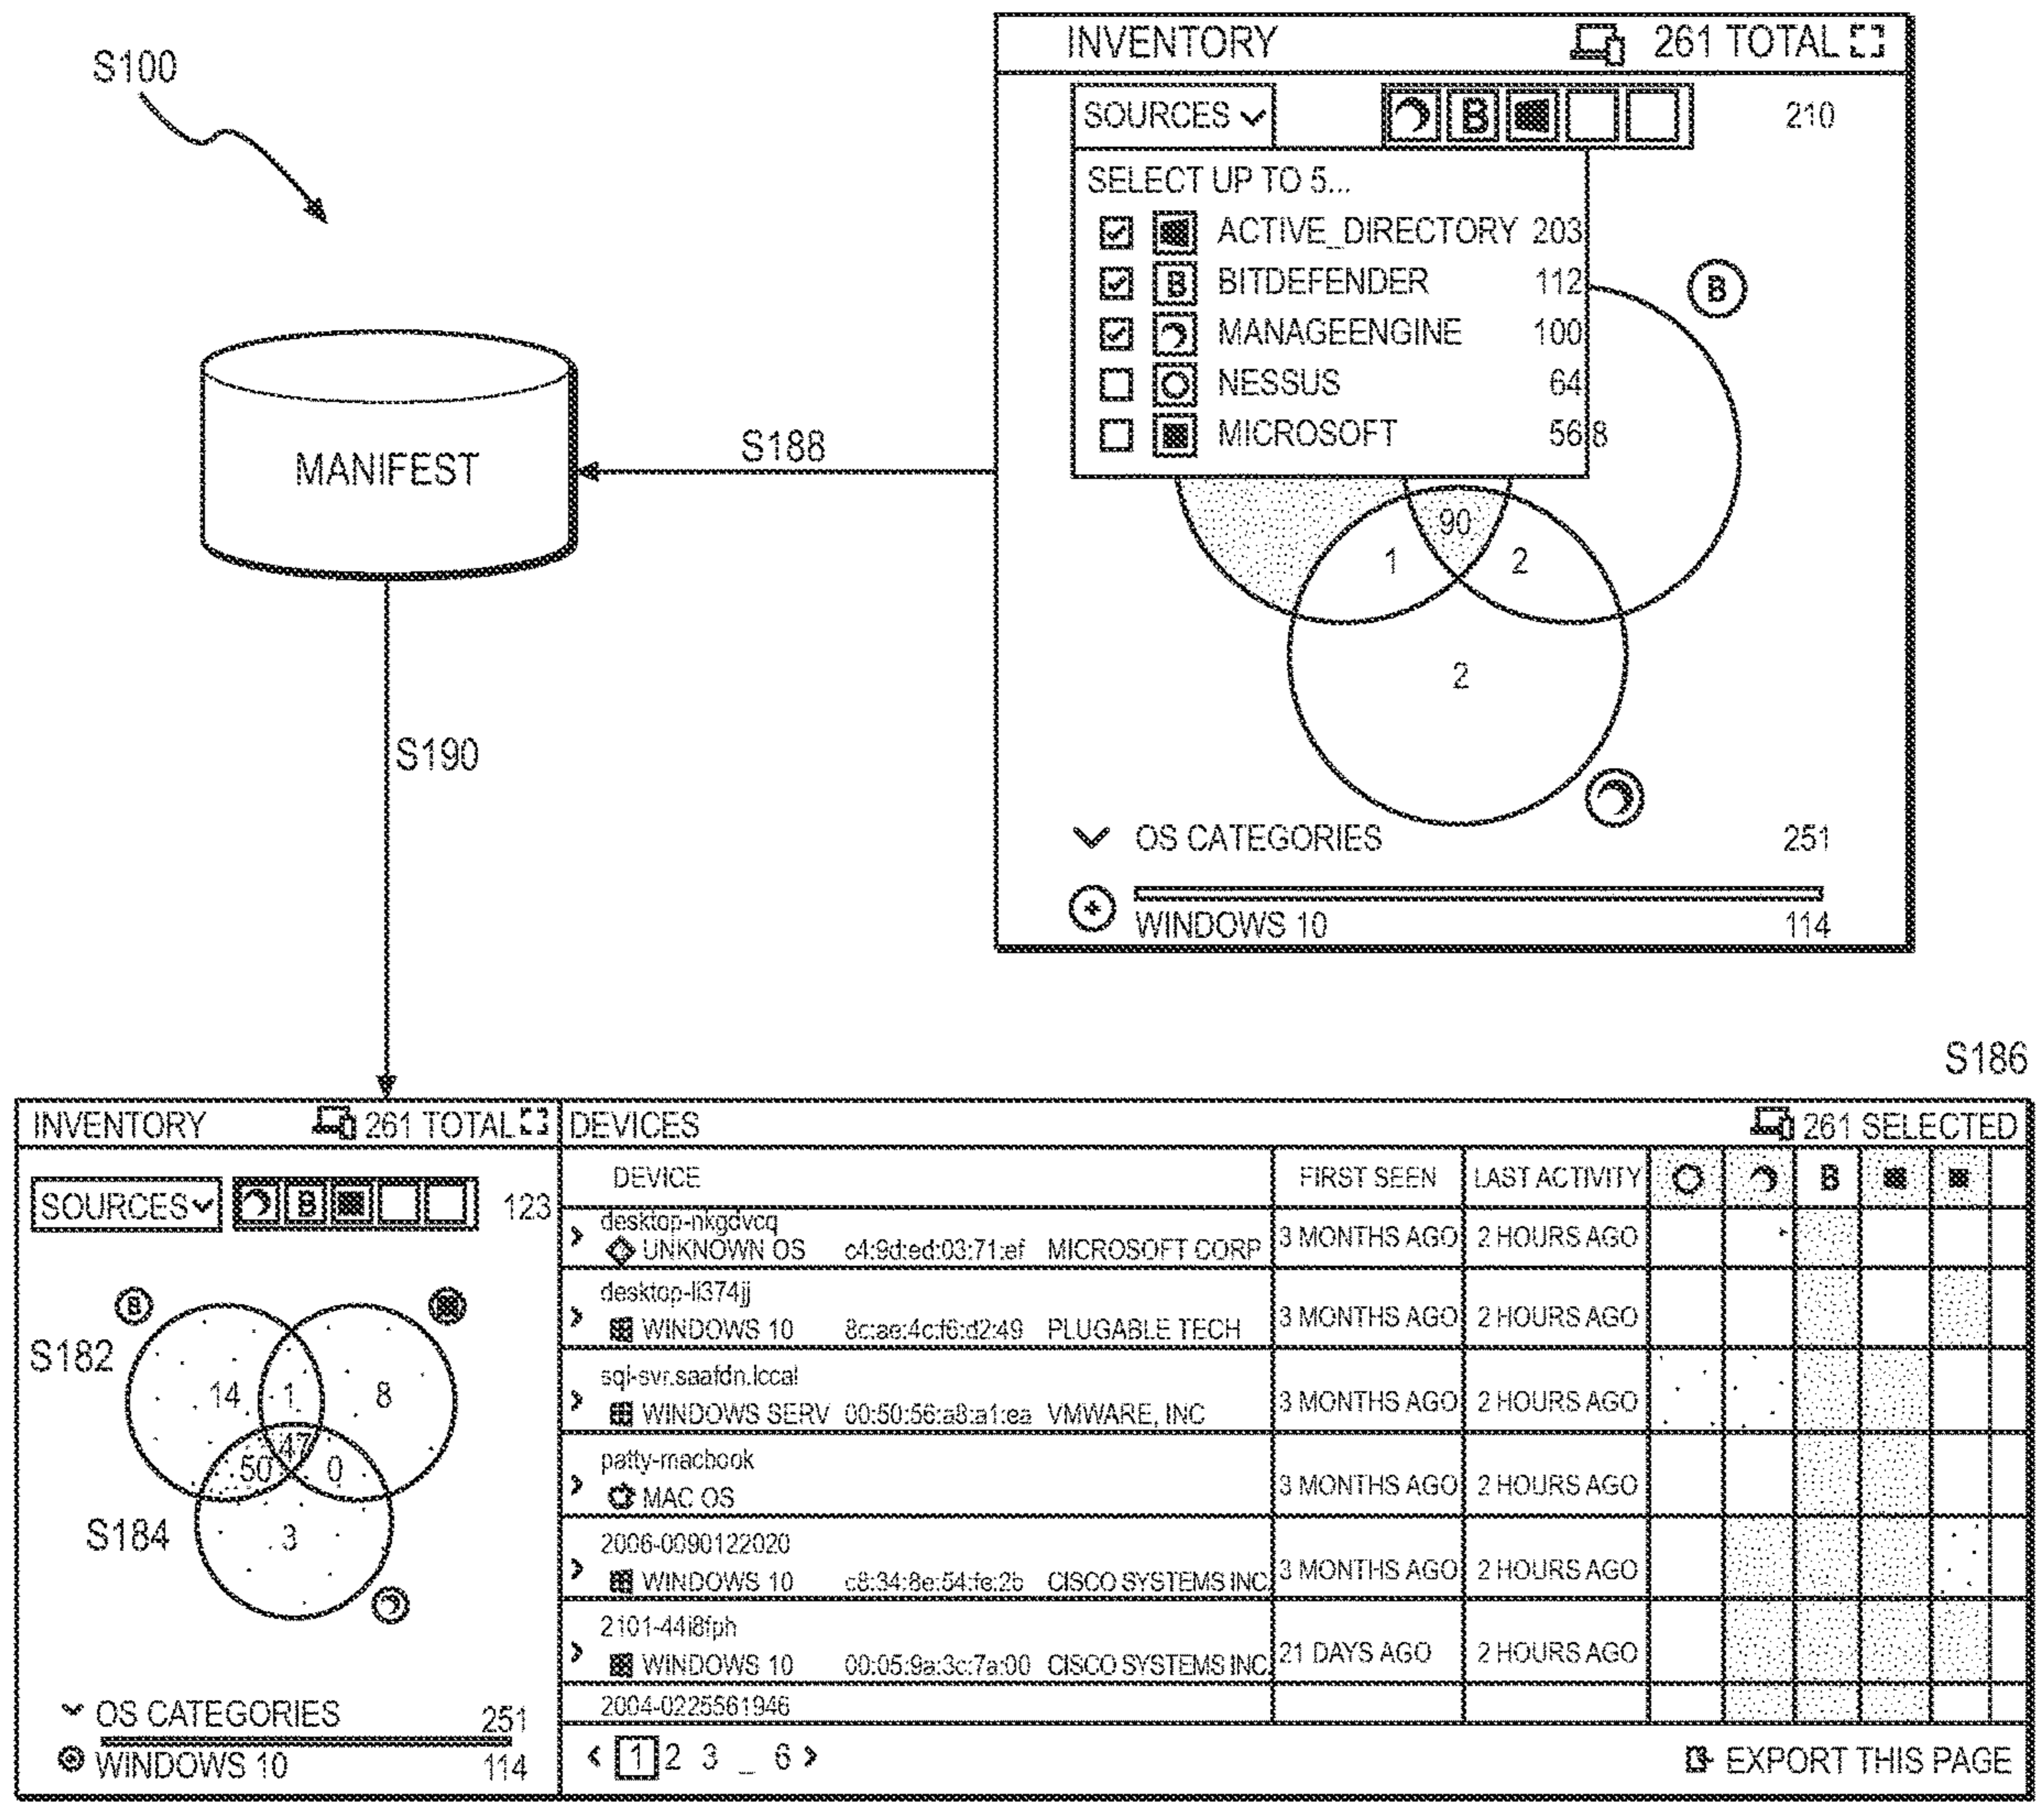 S100
INVENTORY 261 TOTAL
SOURCES B 210
SELECT UP TO 5...
ACTIVE_DIRECTORY 203
B BITDEFENDER 112
MANAGEENGINE 100
NESSUS 64
MICROSOFT 56 8
B
90
1 2
2
OS CATEGORIES 251
WINDOWS 10 114
MANIFEST
S188
S190
S186
INVENTORY 261 TOTAL
SOURCES B 123
B
S182
14 1 8
47
50 0
S184
3
OS CATEGORIES 251
WINDOWS 10 114
DEVICES 261 SELECTED
DEVICE FIRST SEEN LAST ACTIVITY B
desktop-nkgdvcq
UNKNOWN OS c4:9d:ed:03:71:ef MICROSOFT CORP 3 MONTHS AGO 2 HOURS AGO
desktop-li374jj
WINDOWS 10 8c:ae:4c:f6:d2:49 PLUGABLE TECH 3 MONTHS AGO 2 HOURS AGO
sql-svr.saafdn.local
WINDOWS SERV 00:50:56:a8:a1:ea VMWARE, INC 3 MONTHS AGO 2 HOURS AGO
patty-macbook
MAC OS 3 MONTHS AGO 2 HOURS AGO
2006-0090122020
WINDOWS 10 c8:34:8e:54:fe:2b CISCO SYSTEMS INC 3 MONTHS AGO 2 HOURS AGO
2101-44i8fph
WINDOWS 10 00:05:9a:3c:7a:00 CISCO SYSTEMS INC 21 DAYS AGO 2 HOURS AGO
2004-0225561946
< 1 2 3 _ 6 >
EXPORT THIS PAGE